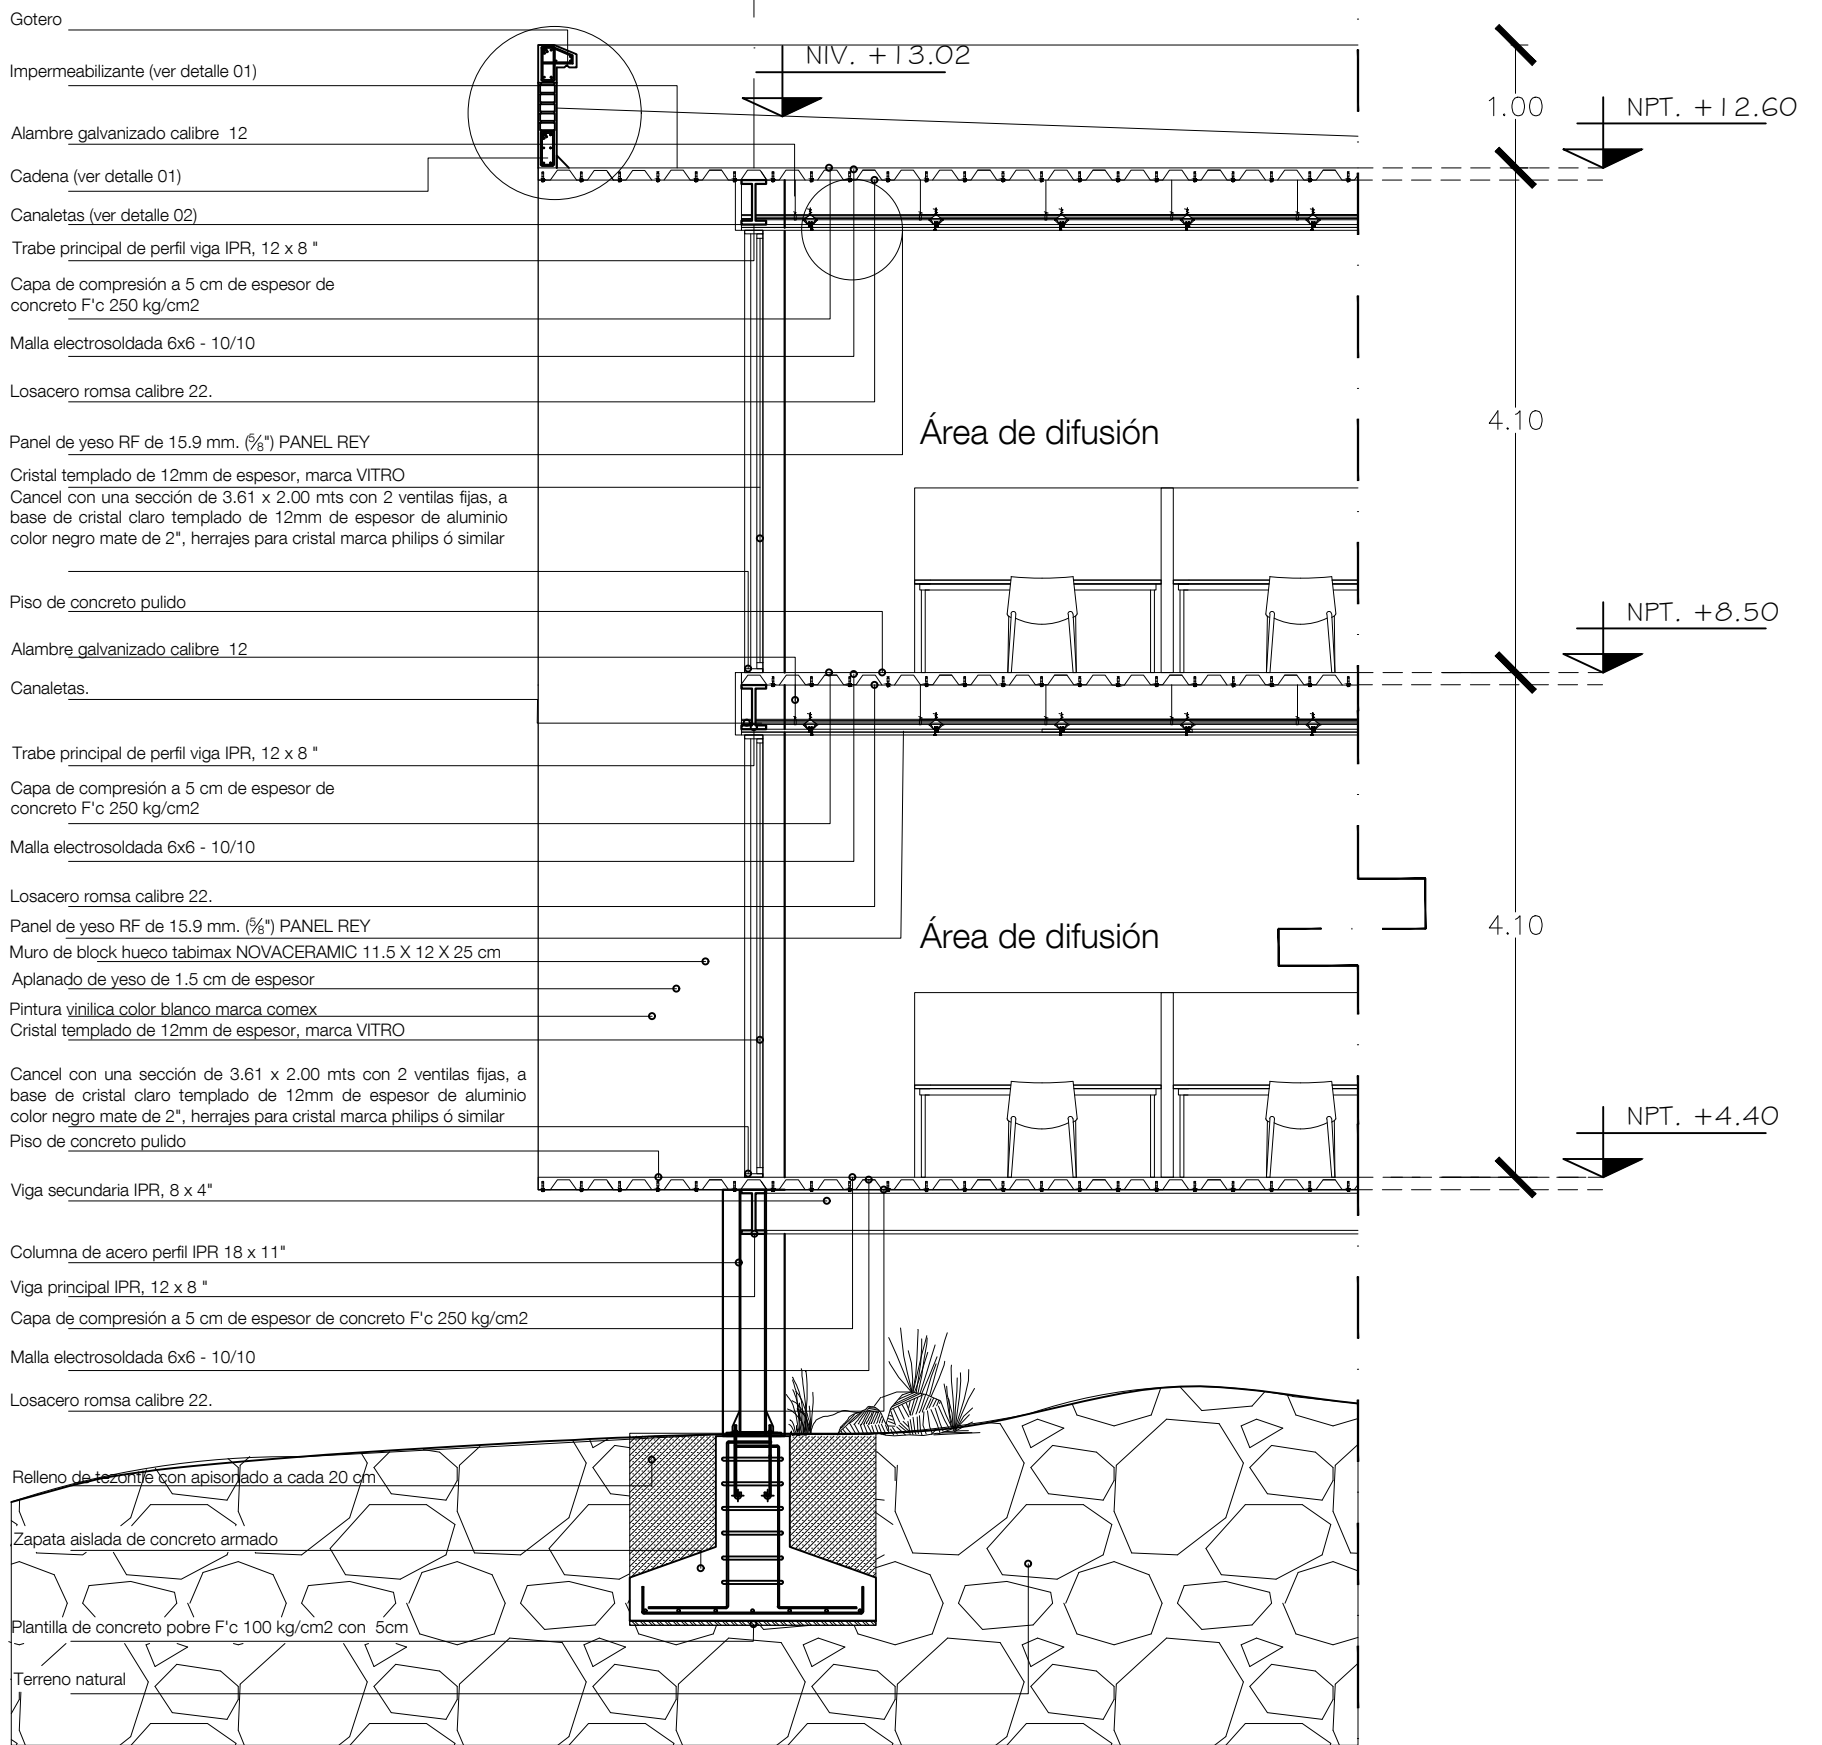 Gotero
Impermeabilizante (ver detalle 01)
Alambre galvanizado calibre 12
Cadena (ver detalle 01)
Canaletas (ver detalle 02)
Trabe principal de perfil viga IPR, 12 x 8 "
Capa de compresión a 5 cm de espesor de
concreto F'c 250 kg/cm2
Malla electrosoldada 6x6 - 10/10
Losacero romsa calibre 22.
Panel de yeso RF de 15.9 mm. (⅝") PANEL REY
Cristal templado de 12mm de espesor, marca VITRO
Cancel con una sección de 3.61 x 2.00 mts con 2 ventilas fijas, a
base de cristal claro templado de 12mm de espesor de aluminio
color negro mate de 2", herrajes para cristal marca philips ó similar
Piso de concreto pulido
Alambre galvanizado calibre 12
Canaletas.
Trabe principal de perfil viga IPR, 12 x 8 "
Capa de compresión a 5 cm de espesor de
concreto F'c 250 kg/cm2
Malla electrosoldada 6x6 - 10/10
Losacero romsa calibre 22.
Panel de yeso RF de 15.9 mm. (⅝") PANEL REY
Muro de block hueco tabimax NOVACERAMIC 11.5 X 12 X 25 cm
Aplanado de yeso de 1.5 cm de espesor
Pintura vinilica color blanco marca comex
Cristal templado de 12mm de espesor, marca VITRO
Cancel con una sección de 3.61 x 2.00 mts con 2 ventilas fijas, a
base de cristal claro templado de 12mm de espesor de aluminio
color negro mate de 2", herrajes para cristal marca philips ó similar
Piso de concreto pulido
Viga secundaria IPR, 8 x 4"
Columna de acero perfil IPR 18 x 11"
Viga principal IPR, 12 x 8 "
Capa de compresión a 5 cm de espesor de concreto F'c 250 kg/cm2
Malla electrosoldada 6x6 - 10/10
Losacero romsa calibre 22.
Relleno de tezontle con apisonado a cada 20 cm
Zapata aislada de concreto armado
Plantilla de concreto pobre F'c 100 kg/cm2 con 5cm
Terreno natural
NIV. +13.02
Área de difusión
Área de difusión
1.00
4.10
4.10
NPT. +12.60
NPT. +8.50
NPT. +4.40